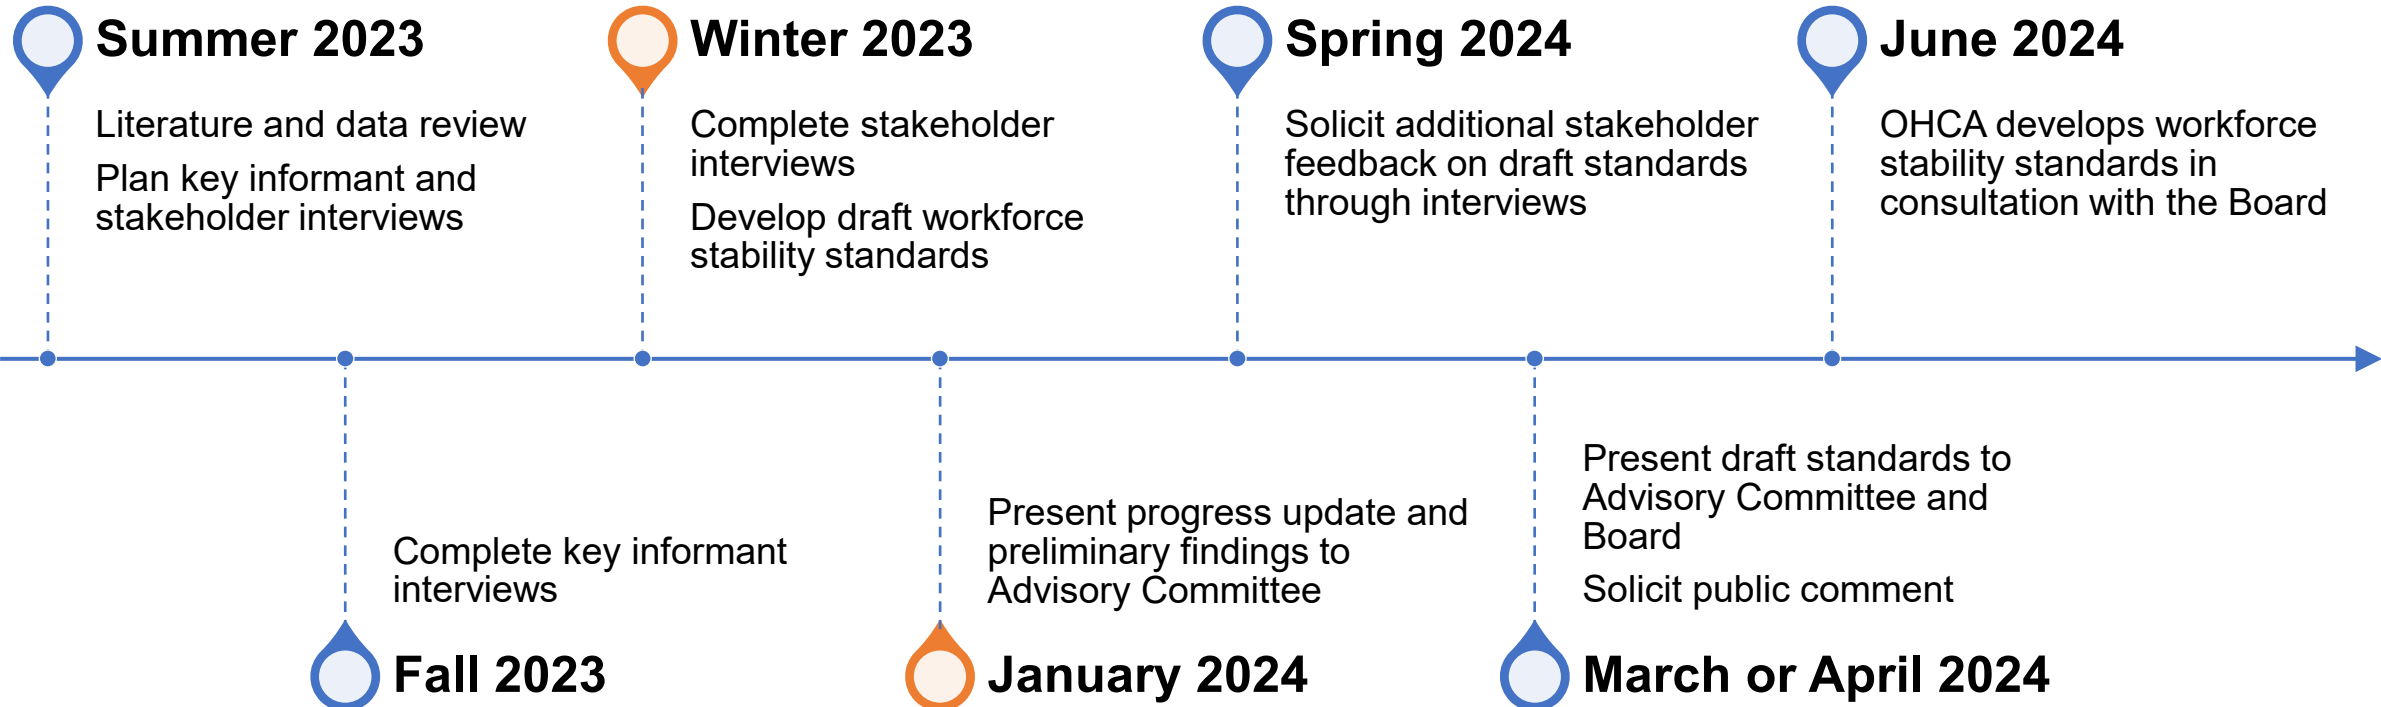 Summer 2023
Literature and data review
Plan key informant and
stakeholder interviews
Winter 2023
Complete stakeholder
interviews
Develop draft workforce
stability standards
Spring 2024
Solicit additional stakeholder
feedback on draft standards
through interviews
June 2024
OHCA develops workforce
stability standards in
consultation with the Board
Complete key informant
interviews
Fall 2023
Present progress update and
preliminary findings to
Advisory Committee
January 2024
Present draft standards to
Advisory Committee and
Board
Solicit public comment
March or April 2024